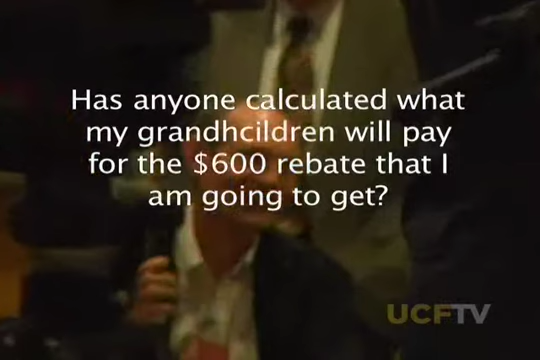 Has anyone calculated what
my grandhcildren will pay
for the $600 rebate that I
am going to get?
UCFTV